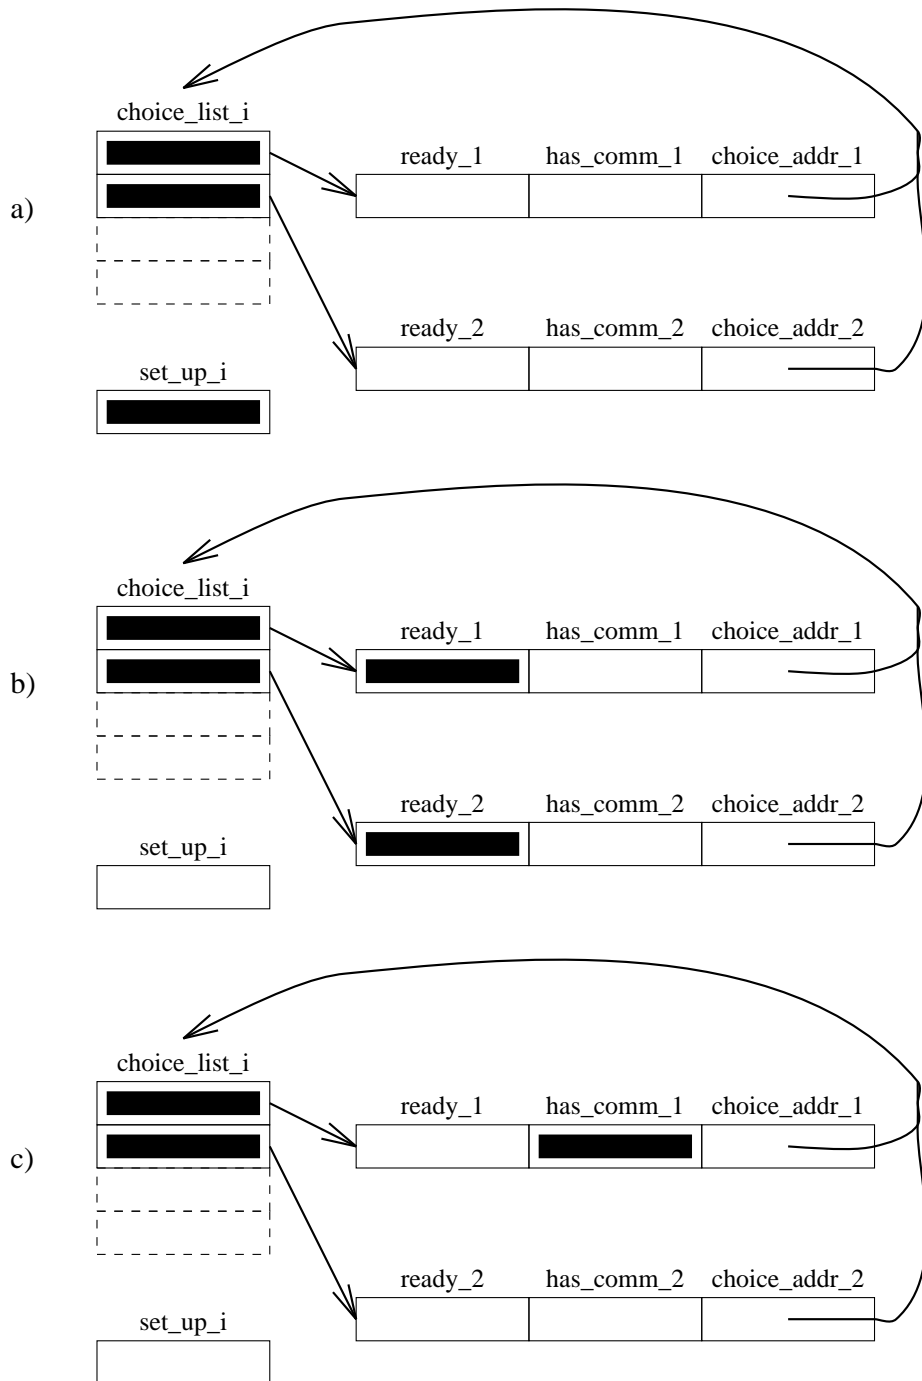 choice_list_i
ready_1 has_comm_1 choice_addr_1
a)
ready_2 has_comm_2 choice_addr_2
set_up_i
choice_list_i
ready_1 has_comm_1 choice_addr_1
b)
ready_2 has_comm_2 choice_addr_2
set_up_i
choice_list_i
ready_1 has_comm_1 choice_addr_1
c)
ready_2 has_comm_2 choice_addr_2
set_up_i